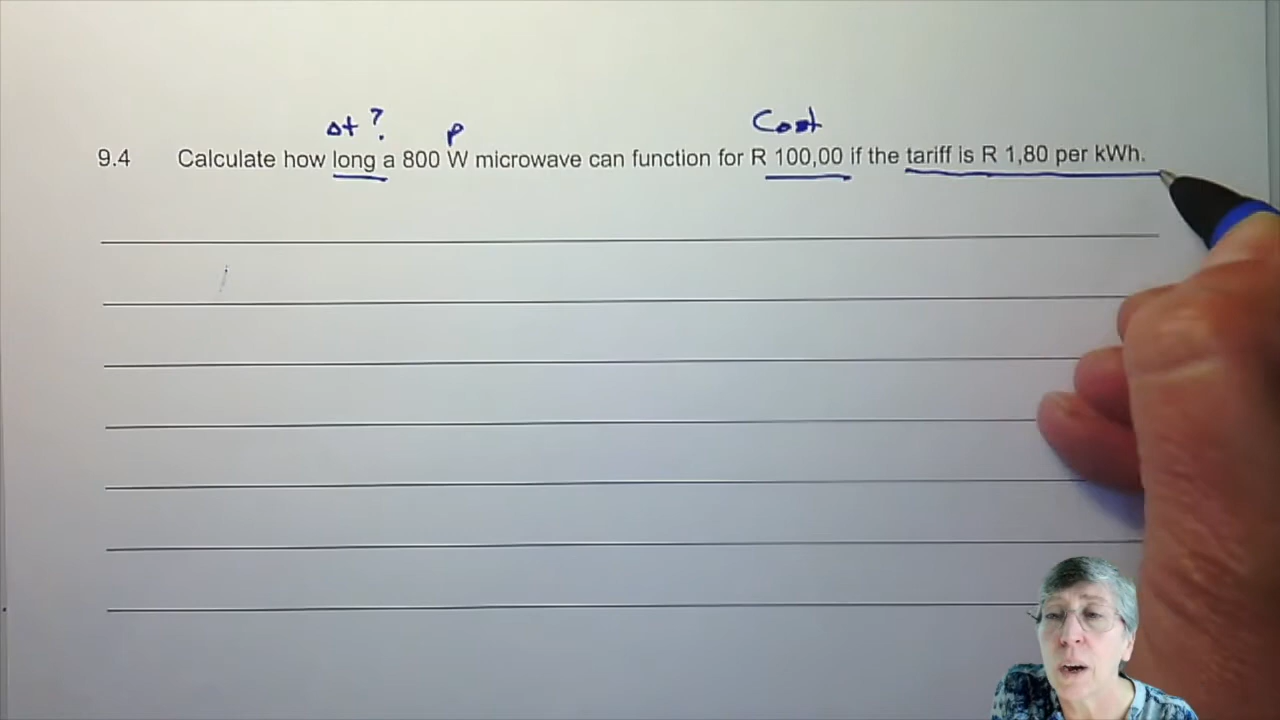 Δt ? P Cost
9.4 Calculate how long a 800 W microwave can function for R 100,00 if the tariff is R 1,80 per kWh.